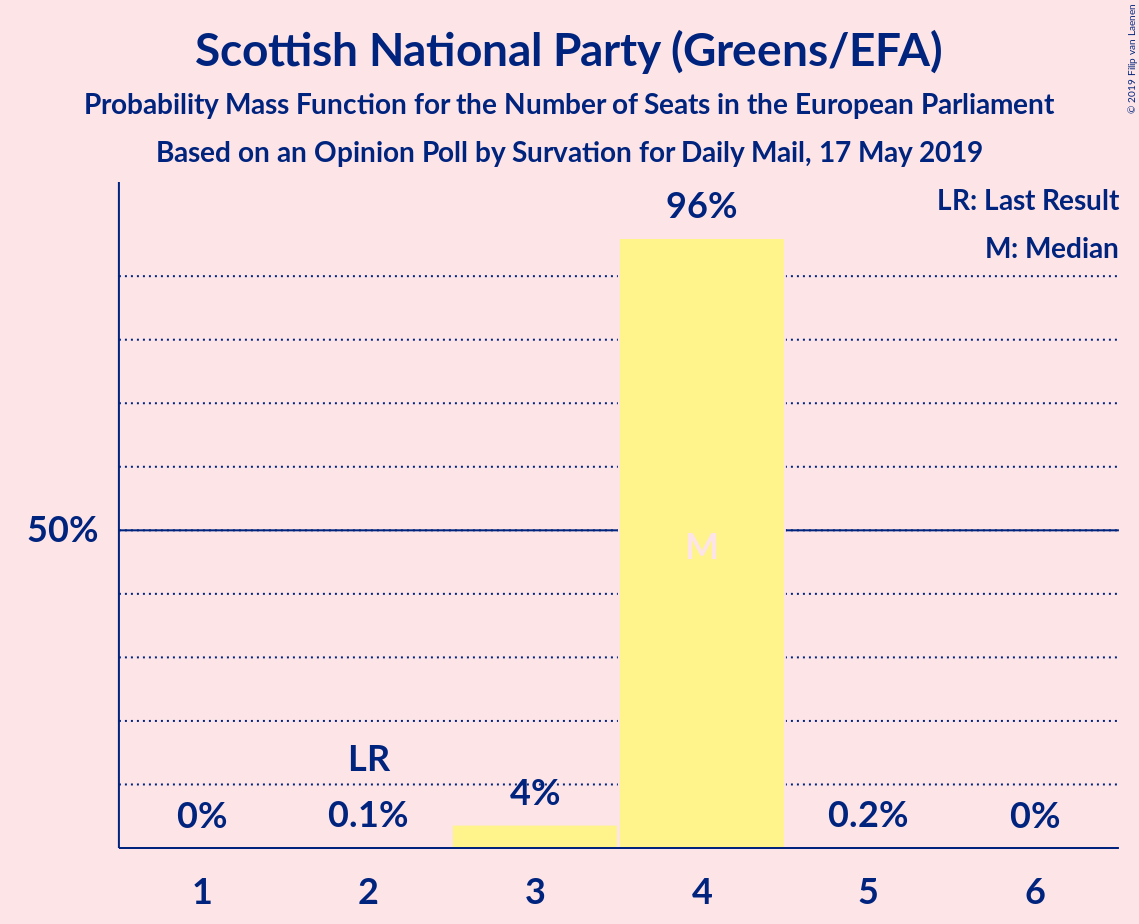 Scottish National Party (Greens/EFA)
Probability Mass Function for the Number of Seats in the European Parliament
Based on an Opinion Poll by Survation for Daily Mail, 17 May 2019
© 2019 Filip van Laenen
LR: Last Result
M: Median
96%
50%
M
LR
4%
0%
0.1%
0.2%
0%
1
2
3
4
5
6